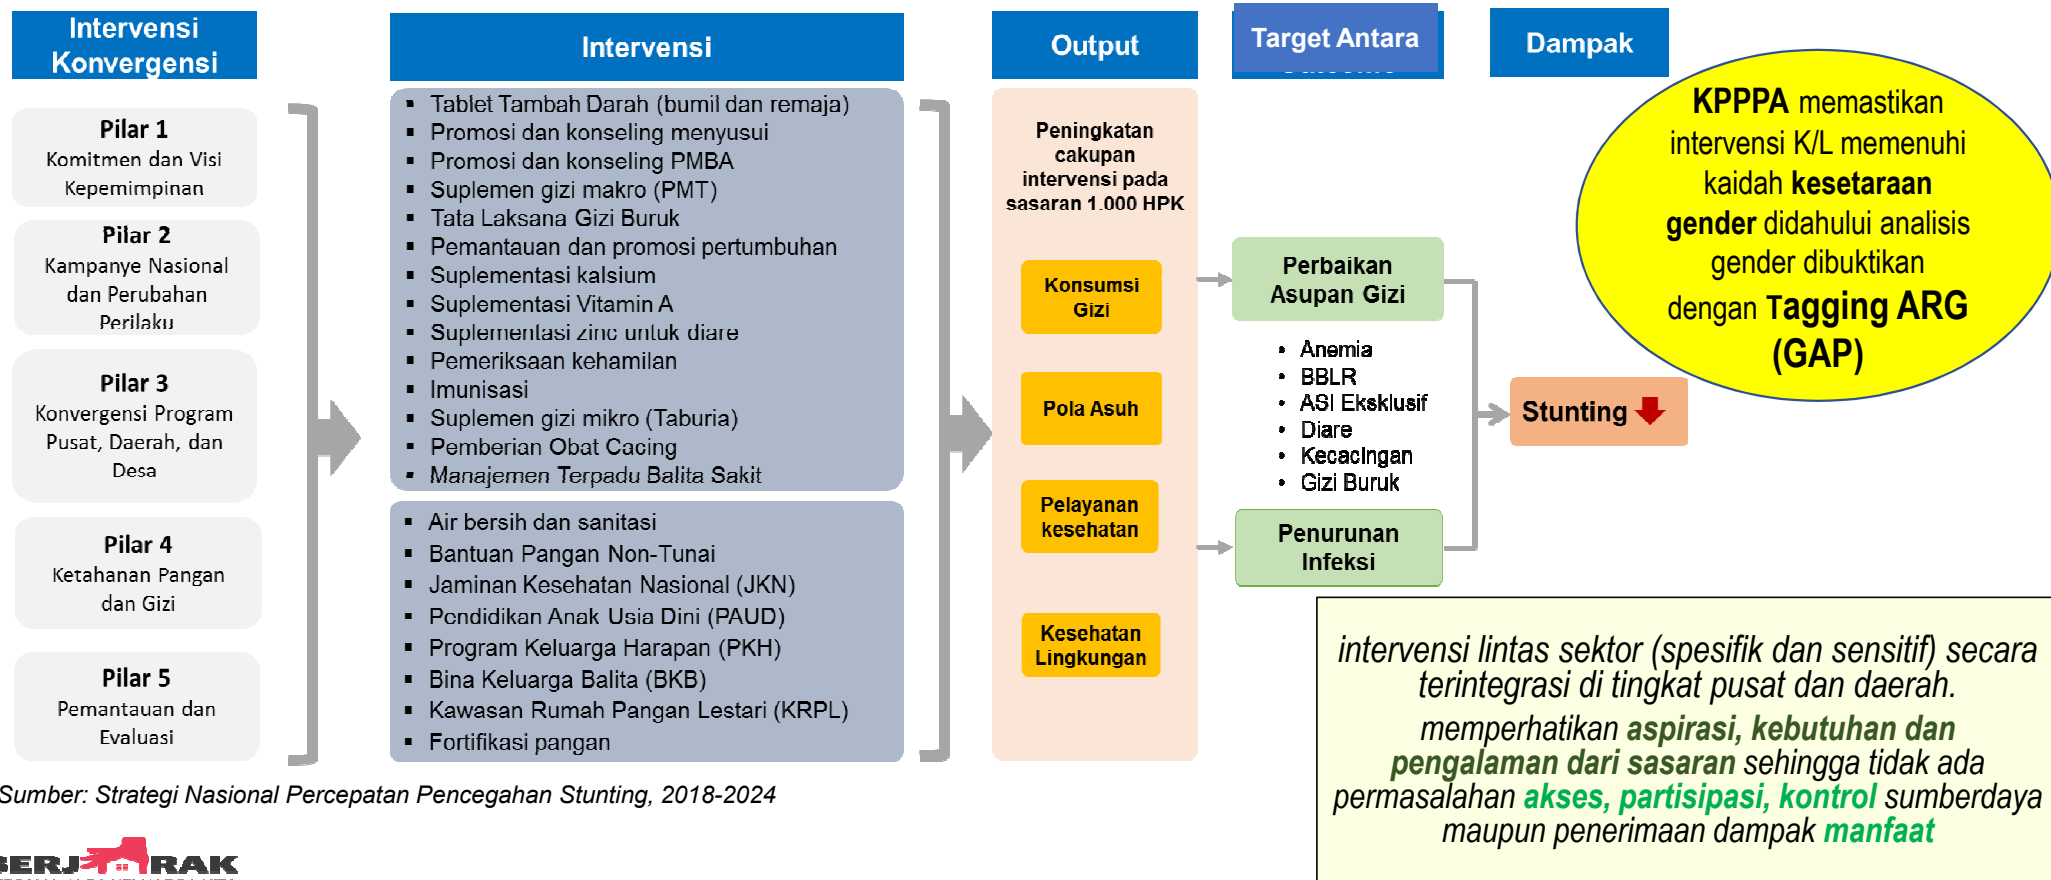 Intervensi
Konvergensi
Intervensi
Output
Target Antara
Dampak
Pilar 1
Komitmen dan Visi
Kepemimpinan
Pilar 2
Kampanye Nasional
dan Perubahan
Perilaku
Pilar 3
Konvergensi Program
Pusat, Daerah, dan
Desa
Pilar 4
Ketahanan Pangan
dan Gizi
Pilar 5
Pemantauan dan
Evaluasi
▪ Tablet Tambah Darah (bumil dan remaja)
▪ Promosi dan konseling menyusui
▪ Promosi dan konseling PMBA
▪ Suplemen gizi makro (PMT)
▪ Tata Laksana Gizi Buruk
▪ Pemantauan dan promosi pertumbuhan
▪ Suplementasi kalsium
▪ Suplementasi Vitamin A
▪ Suplementasi zinc untuk diare
▪ Pemeriksaan kehamilan
▪ Imunisasi
▪ Suplemen gizi mikro (Taburia)
▪ Pemberian Obat Cacing
▪ Manajemen Terpadu Balita Sakit
▪ Air bersih dan sanitasi
▪ Bantuan Pangan Non-Tunai
▪ Jaminan Kesehatan Nasional (JKN)
▪ Pendidikan Anak Usia Dini (PAUD)
▪ Program Keluarga Harapan (PKH)
▪ Bina Keluarga Balita (BKB)
▪ Kawasan Rumah Pangan Lestari (KRPL)
▪ Fortifikasi pangan
Peningkatan
cakupan
intervensi pada
sasaran 1.000 HPK
Konsumsi
Gizi
Pola Asuh
Pelayanan
kesehatan
Kesehatan
Lingkungan
Perbaikan
Asupan Gizi
• Anemia
• BBLR
• ASI Eksklusif
• Diare
• Kecacingan
• Gizi Buruk
Penurunan
Infeksi
Stunting
KPPPA memastikan
intervensi K/L memenuhi
kaidah kesetaraan
gender didahului analisis
gender dibuktikan
dengan Tagging ARG
(GAP)
intervensi lintas sektor (spesifik dan sensitif) secara
terintegrasi di tingkat pusat dan daerah.
memperhatikan aspirasi, kebutuhan dan
pengalaman dari sasaran sehingga tidak ada
permasalahan akses, partisipasi, kontrol sumberdaya
maupun penerimaan dampak manfaat
Sumber: Strategi Nasional Percepatan Pencegahan Stunting, 2018-2024
BERJARAK